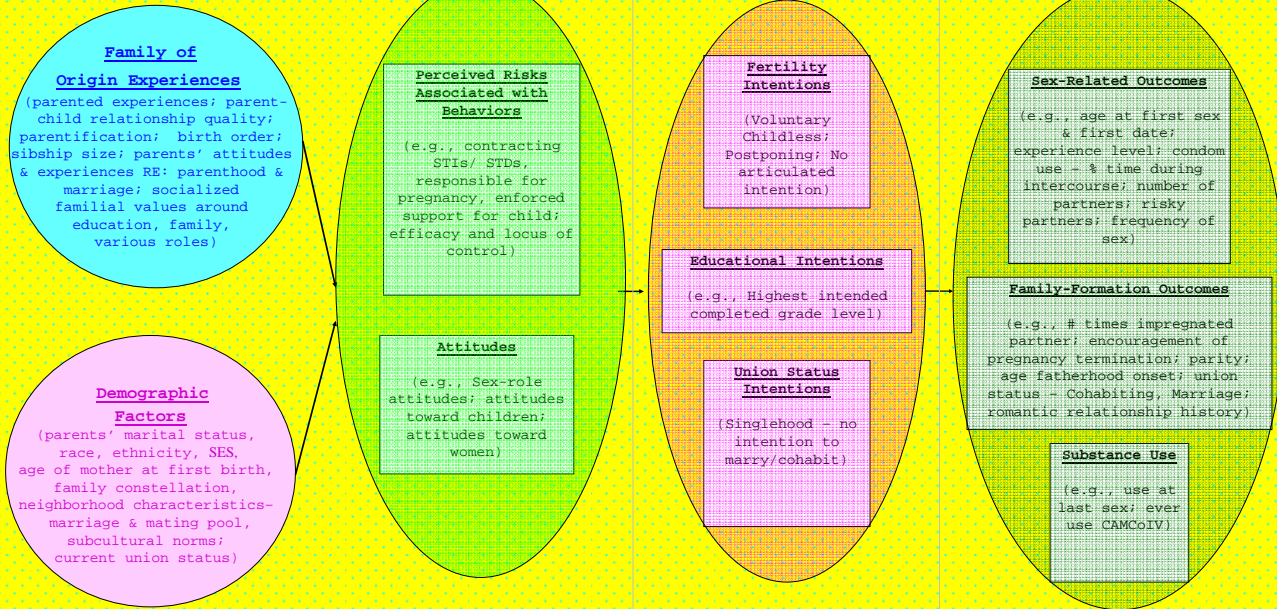 Family of
Origin Experiences
(parented experiences; parent-
child relationship quality;
parentification; birth order;
sibship size; parents' attitudes
& experiences RE: parenthood &
marriage; socialized
familial values around
education, family,
various roles)
Demographic
Factors
(parents' marital status,
race, ethnicity, SES,
age of mother at first birth,
family constellation,
neighborhood characteristics-
marriage & mating pool,
subcultural norms;
current union status)
Perceived Risks
Associated with
Behaviors
(e.g., contracting
STIs/ STDs,
responsible for
pregnancy, enforced
support for child;
efficacy and locus of
control)
Attitudes
(e.g., Sex-role
attitudes; attitudes
toward children;
attitudes toward
women)
Fertility
Intentions
(Voluntary
Childless;
Postponing; No
articulated
intention)
Educational Intentions
(e.g., Highest intended
completed grade level)
Union Status
Intentions
(Singlehood – no
intention to
marry/cohabit)
Sex-Related Outcomes
(e.g., age at first sex
& first date;
experience level; condom
use - % time during
intercourse; number of
partners; risky
partners; frequency of
sex)
Family-Formation Outcomes
(e.g., # times impregnated
partner; encouragement of
pregnancy termination; parity;
age fatherhood onset; union
status – Cohabiting, Marriage;
romantic relationship history)
Substance Use
(e.g., use at
last sex; ever
use CAMCoIV)